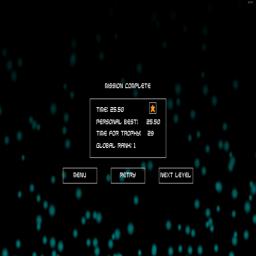 MISSION COMPLETE
TIME: 25.50
PERSONAL BEST: 25.50
TIME FOR TROPHY: 29
GLOBAL RANK: 1
MENU RETRY NEXT LEVEL